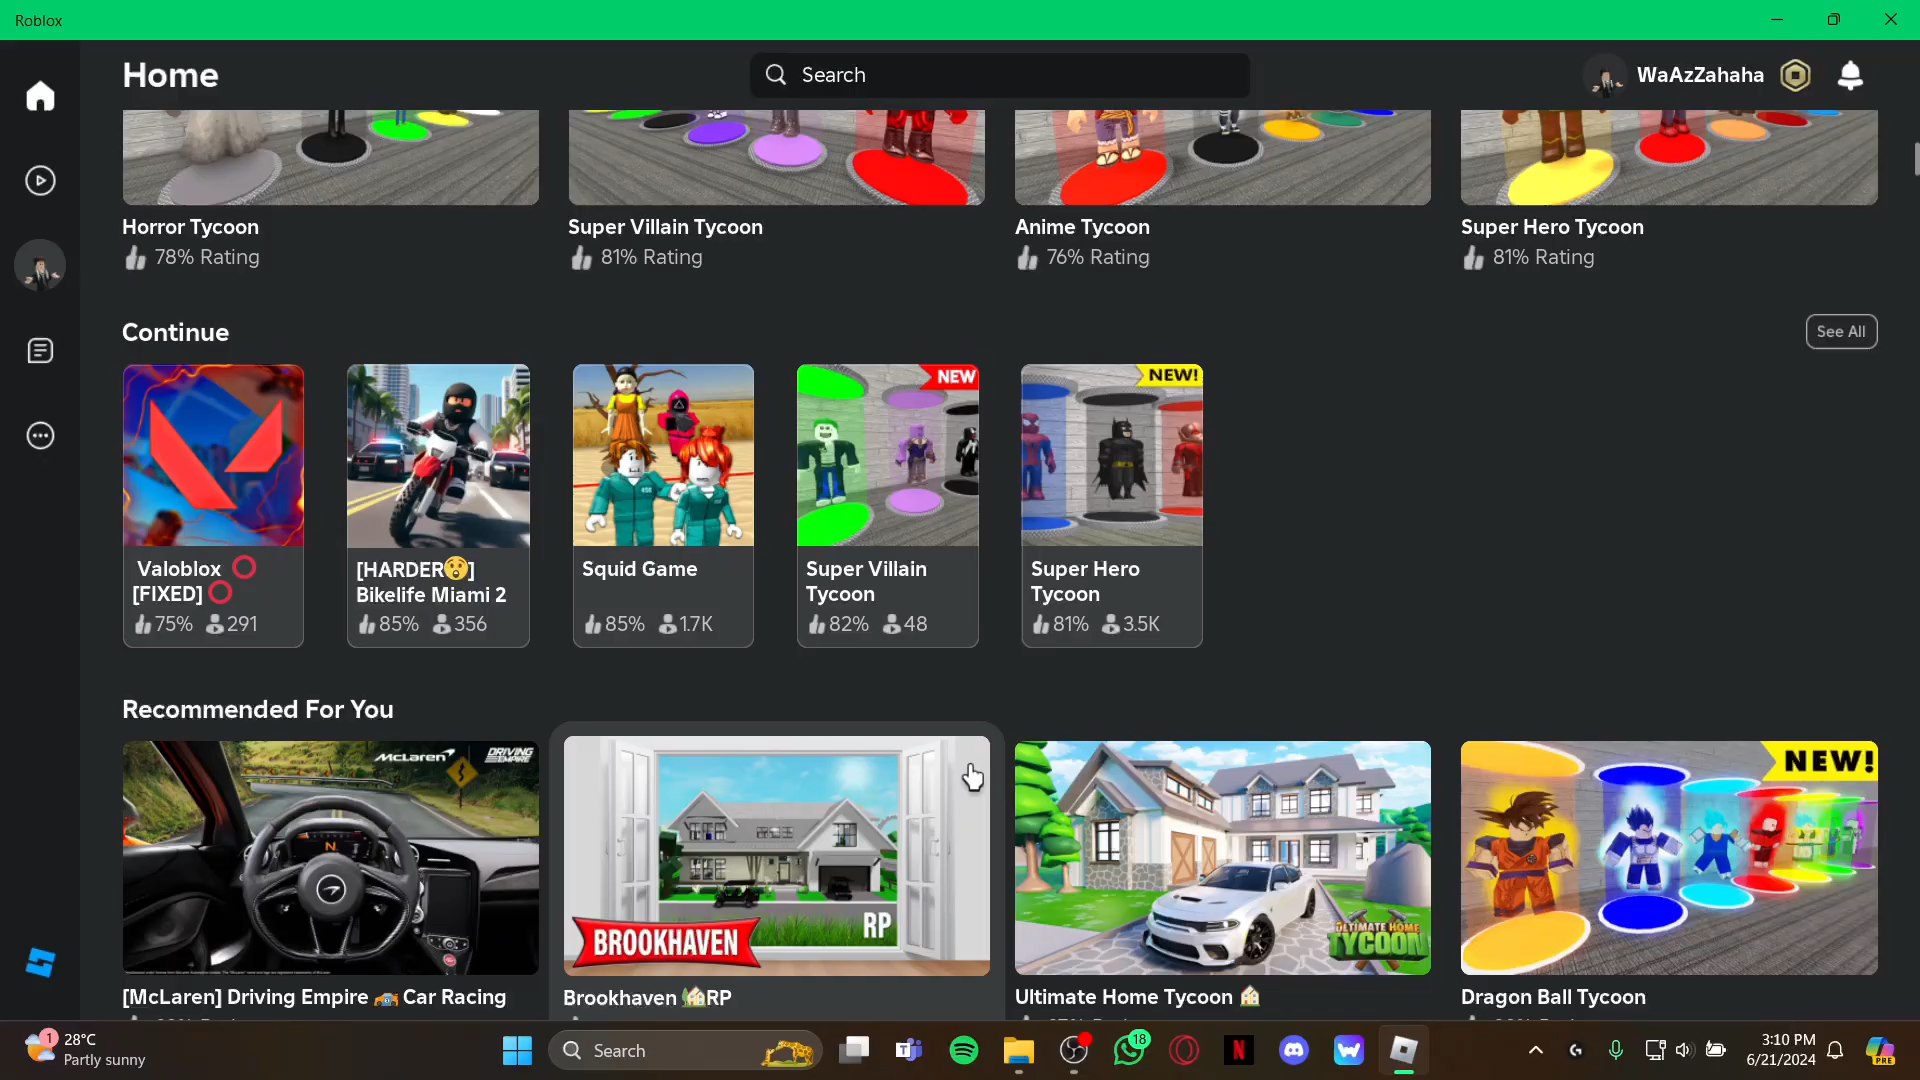 Roblox
Home
Search
WaAzZahaha
Horror Tycoon
78% Rating
Super Villain Tycoon
81% Rating
Anime Tycoon
76% Rating
Super Hero Tycoon
81% Rating
Continue
See All
NEW
NEW!
Valoblox ⭕
[FIXED] ⭕
75% 291
[HARDER😲]
Bikelife Miami 2
85% 356
Squid Game
85% 1.7K
Super Villain
Tycoon
82% 48
Super Hero
Tycoon
81% 3.5K
Recommended For You
McLaren
DRIVING
EMPIRE
N
BROOKHAVEN
RP
ULTIMATE HOME
TYCOON
NEW!
[McLaren] Driving Empire 🏎️ Car Racing
Brookhaven 🏡RP
Ultimate Home Tycoon 🏠
Dragon Ball Tycoon
1
28°C
Partly sunny
Search
18
3:10 PM
6/21/2024
PRE